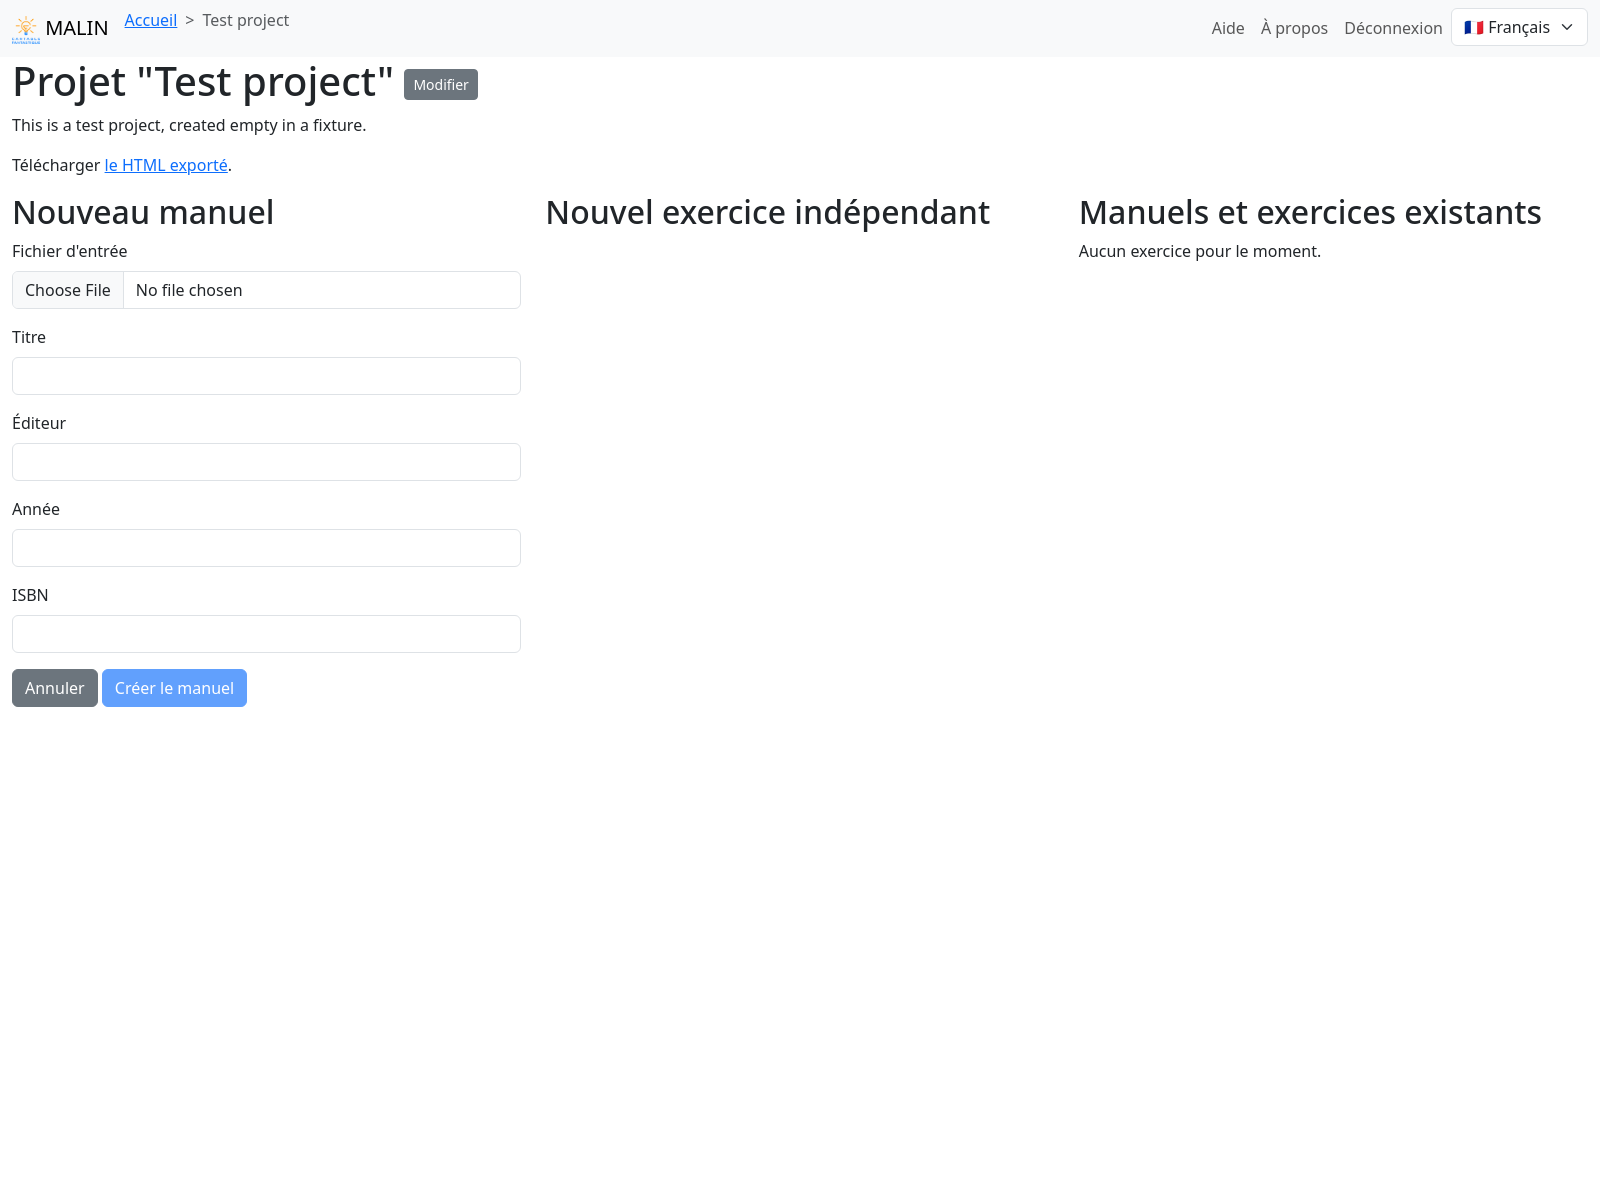 MALIN Accueil > Test project Aide À propos Déconnexion Français
Projet "Test project" Modifier
This is a test project, created empty in a fixture.
Télécharger le HTML exporté.
Nouveau manuel
Fichier d'entrée
Choose File No file chosen
Titre
Éditeur
Année
ISBN
Annuler Créer le manuel
Nouvel exercice indépendant
Manuels et exercices existants
Aucun exercice pour le moment.